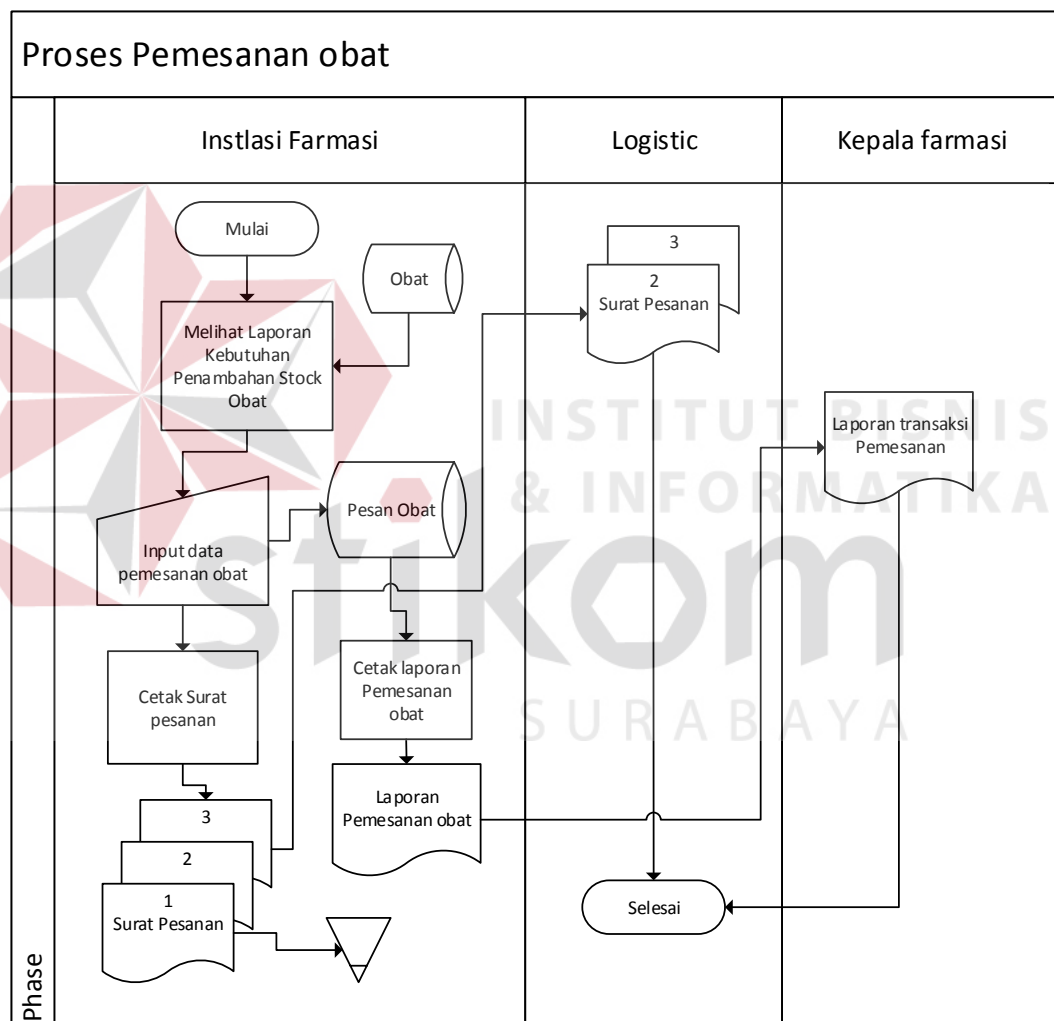 Proses Pemesanan obat
Instlasi Farmasi
Logistic
Kepala farmasi
Phase
Mulai
Obat
Melihat Laporan
Kebutuhan
Penambahan Stock
Obat
Input data
pemesanan obat
Pesan Obat
Cetak Surat
pesanan
Cetak laporan
Pemesanan
obat
3
2
1
Surat Pesanan
Laporan
Pemesanan obat
3
2
Surat Pesanan
Selesai
Laporan transaksi
Pemesanan
INSTITUT BISNIS
& INFORMATIKA
stikom
SURABAYA